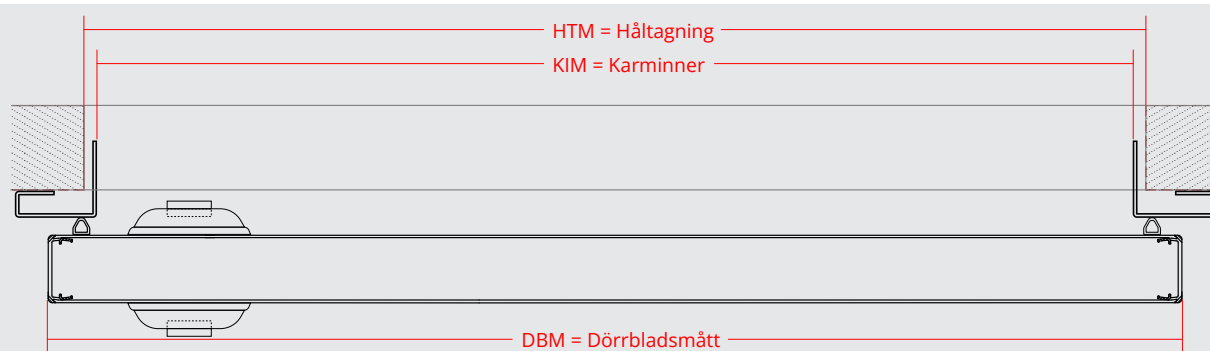 HTM = Håltagning
KIM = Karminner
DBM = Dörrbladsmått